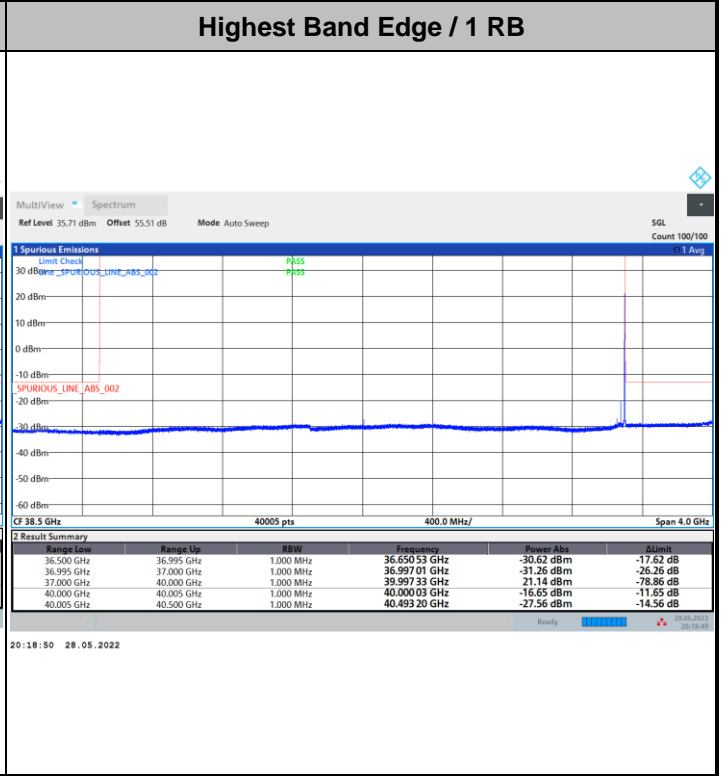 Highest Band Edge / 1 RB
MultiView Spectrum
Ref Level 35.71 dBm Offset 55.51 dB Mode Auto Sweep SGL
Count 100/100
1 Spurious Emissions 1 Avg
Limit Check PASS
30 dBm Line _SPURIOUS_LINE_ABS_002 PASS
20 dBm
10 dBm
0 dBm
-10 dBm
_SPURIOUS_LINE_ABS_002
-20 dBm
-30 dBm
-40 dBm
-50 dBm
-60 dBm
CF 38.5 GHz 40005 pts 400.0 MHz/ Span 4.0 GHz
2 Result Summary
Range Low Range Up RBW Frequency Power Abs ΔLimit
36.500 GHz 36.995 GHz 1.000 MHz 36.650 53 GHz -30.62 dBm -17.62 dB
36.995 GHz 37.000 GHz 1.000 MHz 36.997 01 GHz -31.26 dBm -26.26 dB
37.000 GHz 40.000 GHz 1.000 MHz 39.997 33 GHz 21.14 dBm -78.86 dB
40.000 GHz 40.005 GHz 1.000 MHz 40.000 03 GHz -16.65 dBm -11.65 dB
40.005 GHz 40.500 GHz 1.000 MHz 40.493 20 GHz -27.56 dBm -14.56 dB
Ready 28.05.2022
20:18:49
20:18:50 28.05.2022